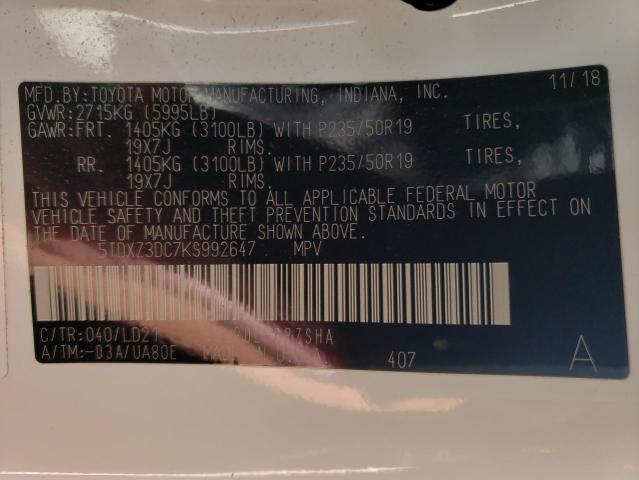 MFD.BY:TOYOTA MOTOR MANUFACTURING, INDIANA, INC. 11/18
GVWR:2715KG (5995LB)
GAWR:FRT. 1405KG (3100LB) WITH P235/50R19 TIRES,
19X7J RIMS.
RR. 1405KG (3100LB) WITH P235/50R19 TIRES,
19X7J RIMS.
THIS VEHICLE CONFORMS TO ALL APPLICABLE FEDERAL MOTOR
VEHICLE SAFETY AND THEFT PREVENTION STANDARDS IN EFFECT ON
THE DATE OF MANUFACTURE SHOWN ABOVE.
5TDXZ3DC7KS992647 MPV
C/TR:040/LD21
A/TM:-03A/UA80E MADE IN U.S.A. 407 A